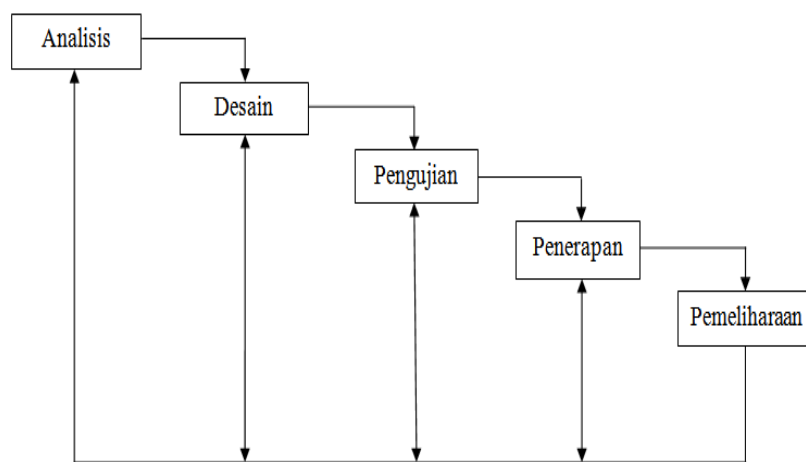 Analisis
Desain
Pengujian
Penerapan
Pemeliharaan